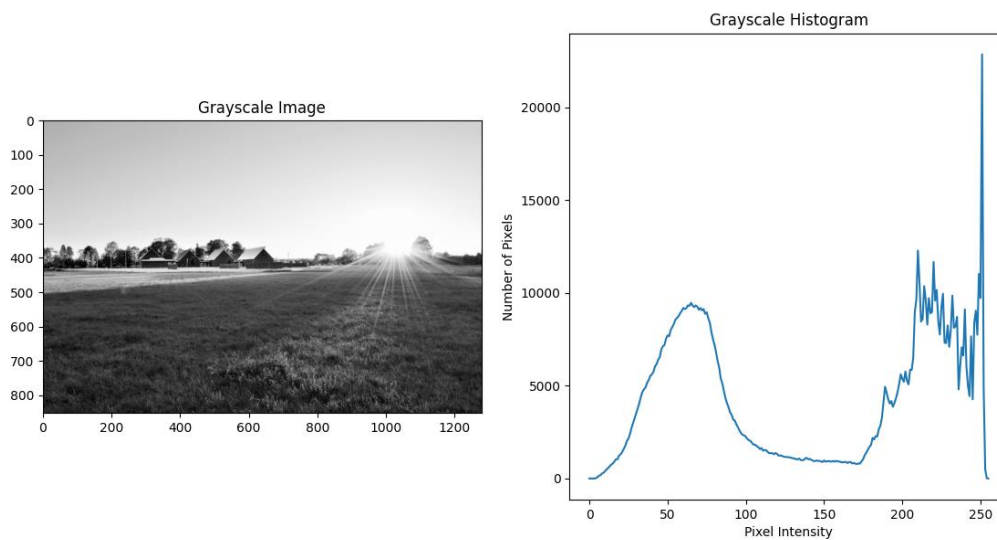 Grayscale Image
0
100
200
300
400
500
600
700
800
0 200 400 600 800 1000 1200
Grayscale Histogram
Number of Pixels
20000
15000
10000
5000
0
0 50 100 150 200 250
Pixel Intensity